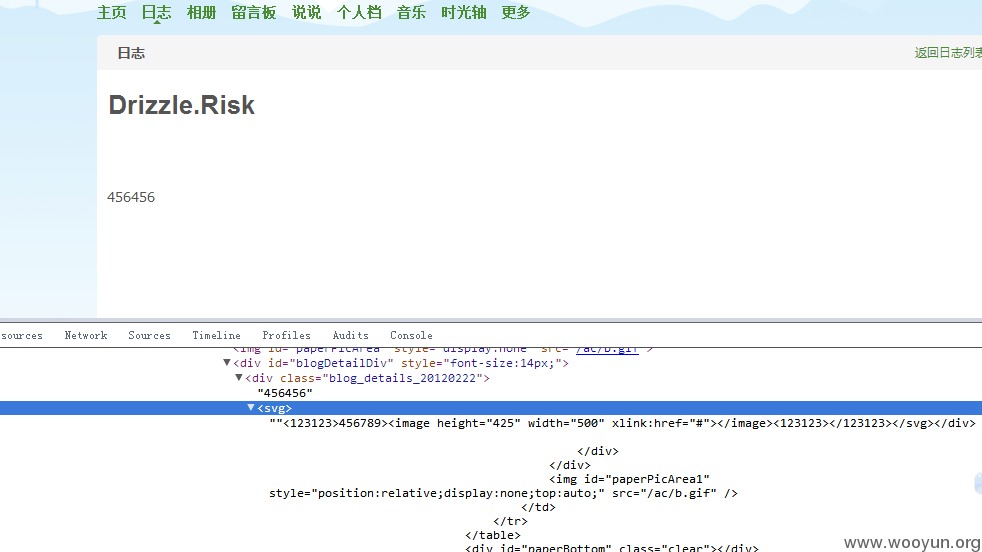 主页 日志 相册 留言板 说说 个人档 音乐 时光轴 更多
日志 返回日志列表
Drizzle.Risk
456456
sources Network Sources Timeline Profiles Audits Console
<img id="paperPicArea" style="display:none" src="/ac/b.gif">
▼<div id="blogDetailDiv" style="font-size:14px;">
▼<div class="blog_details_20120222">
"456456"
▼<svg>
""<123123>456789><image height="425" width="500" xlink:href="#"></image><123123></123123></svg></div>
</div>
</div>
<img id="paperPicArea1"
style="position:relative;display:none;top:auto;" src="/ac/b.gif" />
</td>
</tr>
</table>
<div id="paperBottom" class="clear"></div>
www.wooyun.org